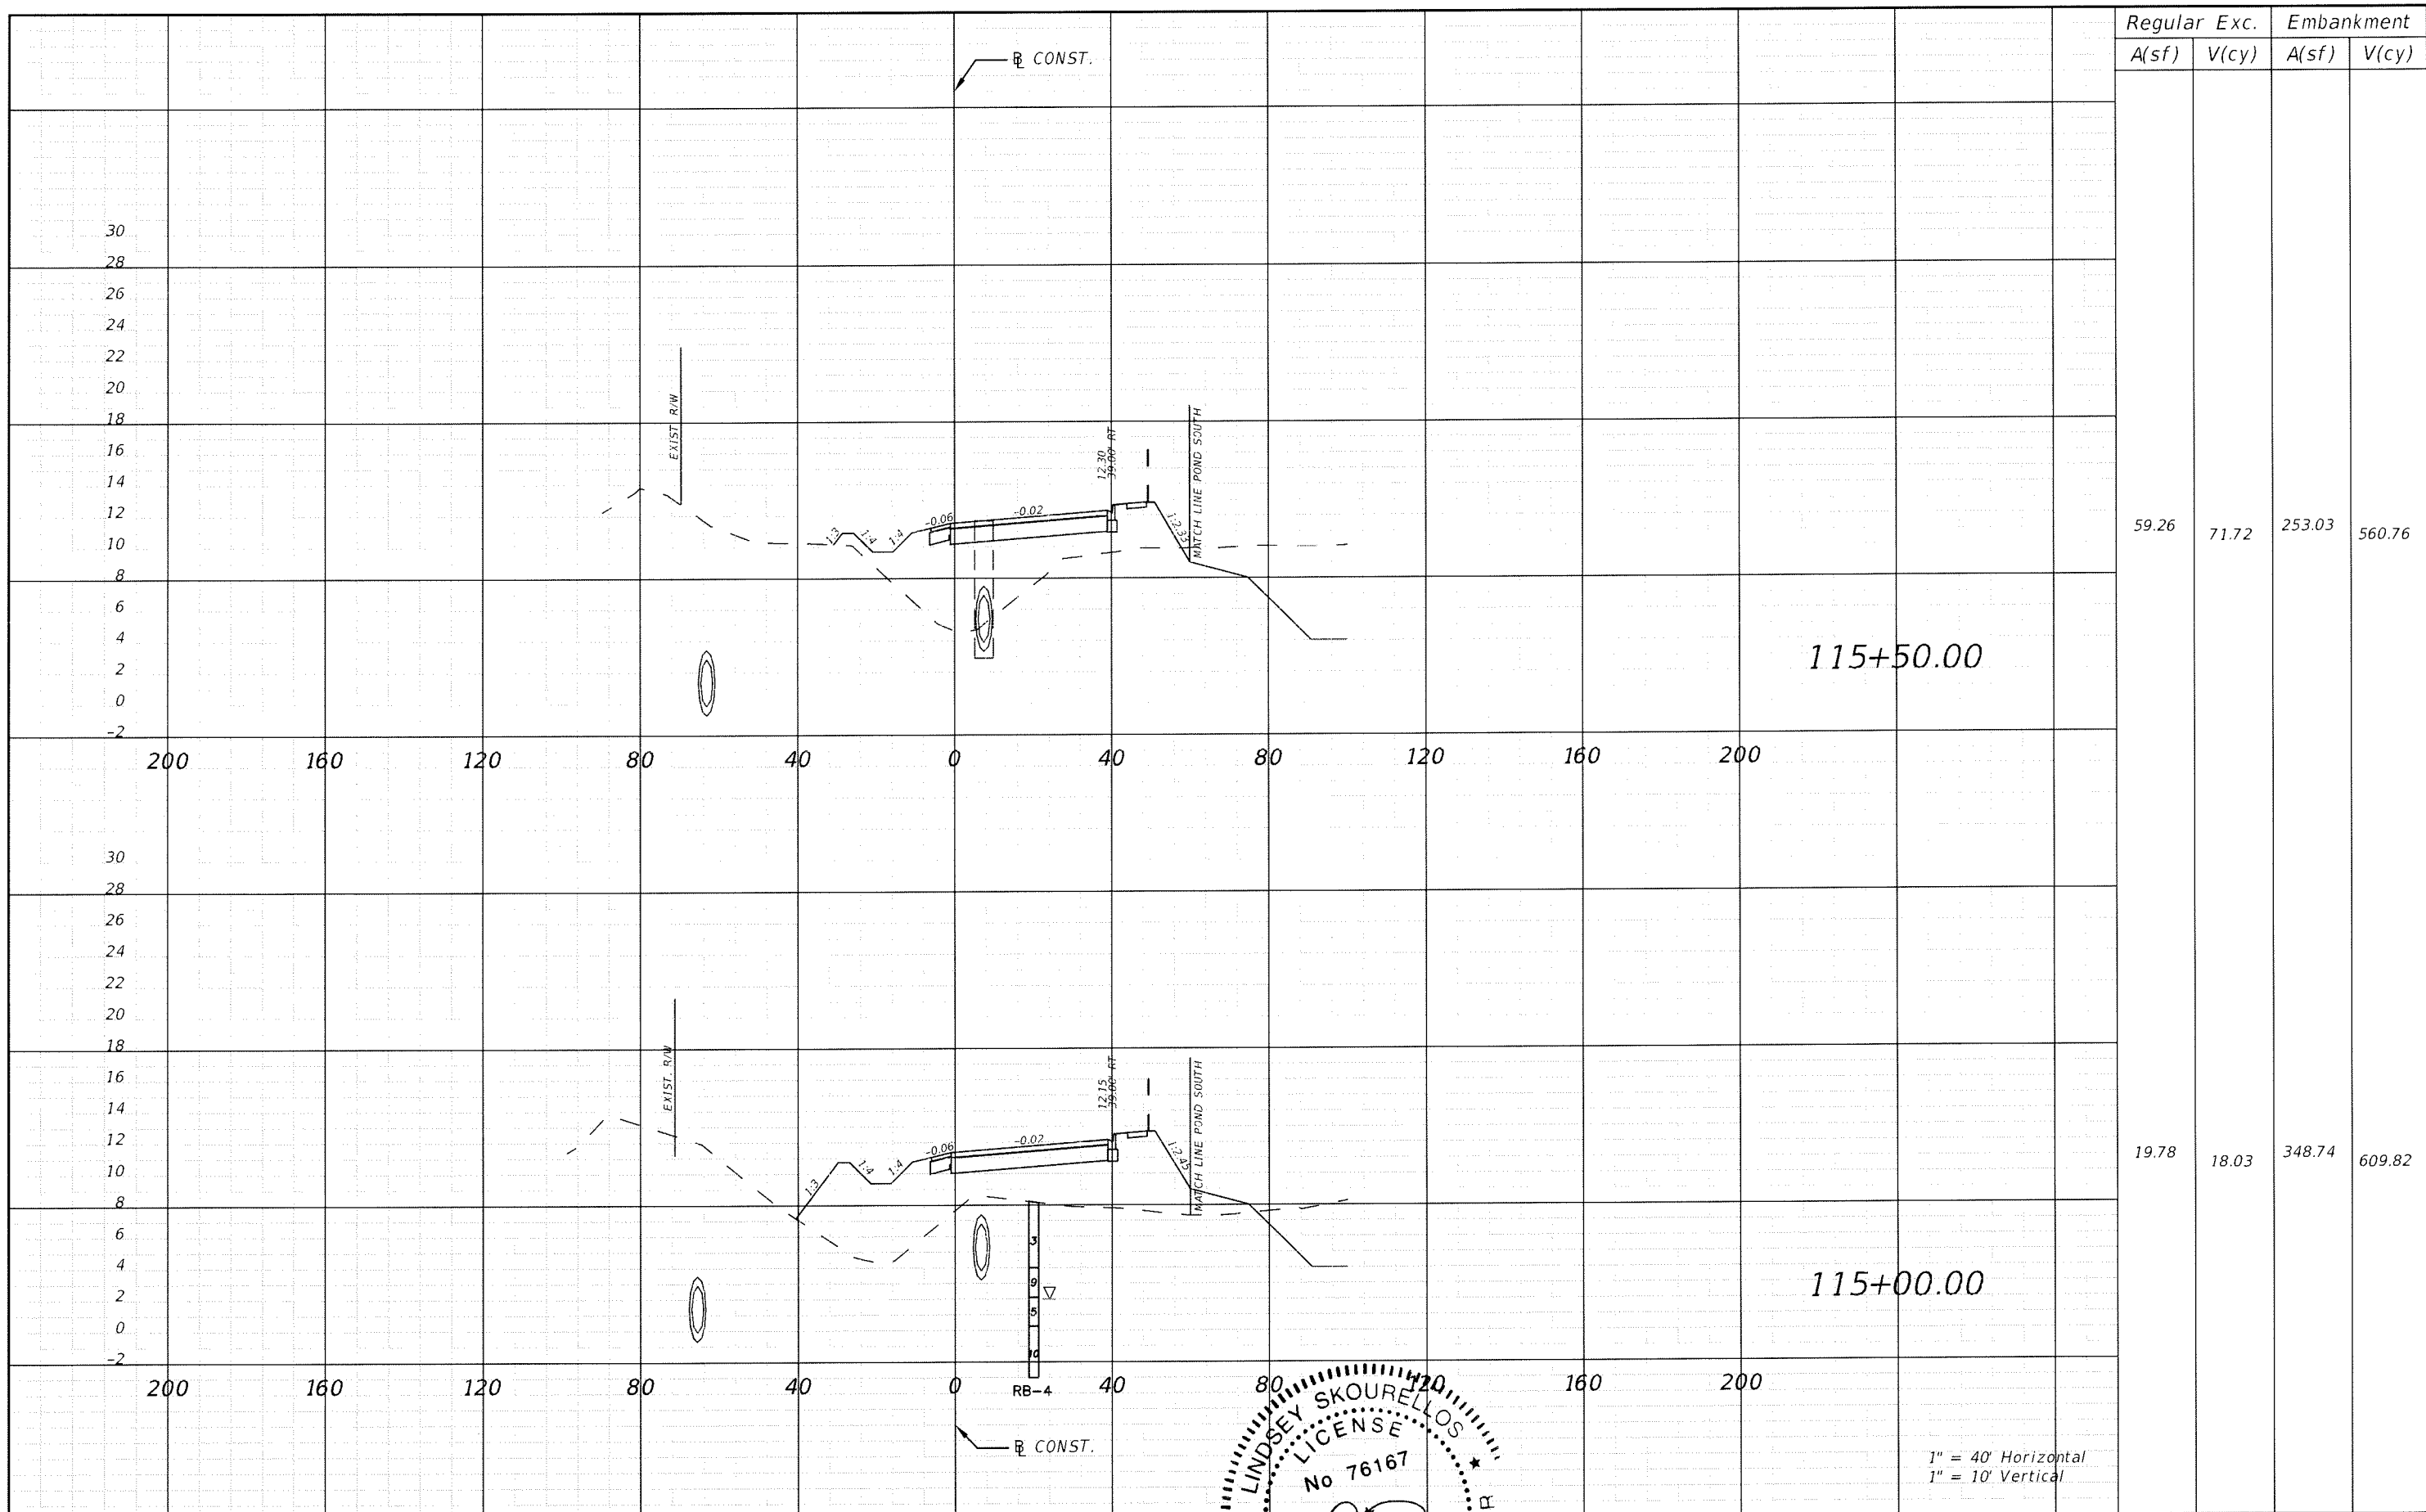 Regular Exc. Embankment
A(sf) V(cy) A(sf) V(cy)
℄ CONST.
30
28
26
24
22
20
18
16
14
12
10
8
6
4
2
0
-2
EXIST R/W
12.30
39.00' RT
MATCH LINE POND SOUTH
1:3
1:4
1:4
-0.06
-0.02
1:2.33
59.26 71.72 253.03 560.76
115+50.00
200 160 120 80 40 0 40 80 120 160 200
30
28
26
24
22
20
18
16
14
12
10
8
6
4
2
0
-2
EXIST. R/W
12.15
39.00' RT
MATCH LINE POND SOUTH
1:3
1:4
1:4
-0.06
-0.02
1:2.45
19.78 18.03 348.74 609.82
3
9
5
10
115+00.00
200 160 120 80 40 0 40 80 120 160 200
RB-4
℄ CONST.
LINDSEY SKOURELLOS
LICENSE
No 76167
1" = 40' Horizontal
1" = 10' Vertical